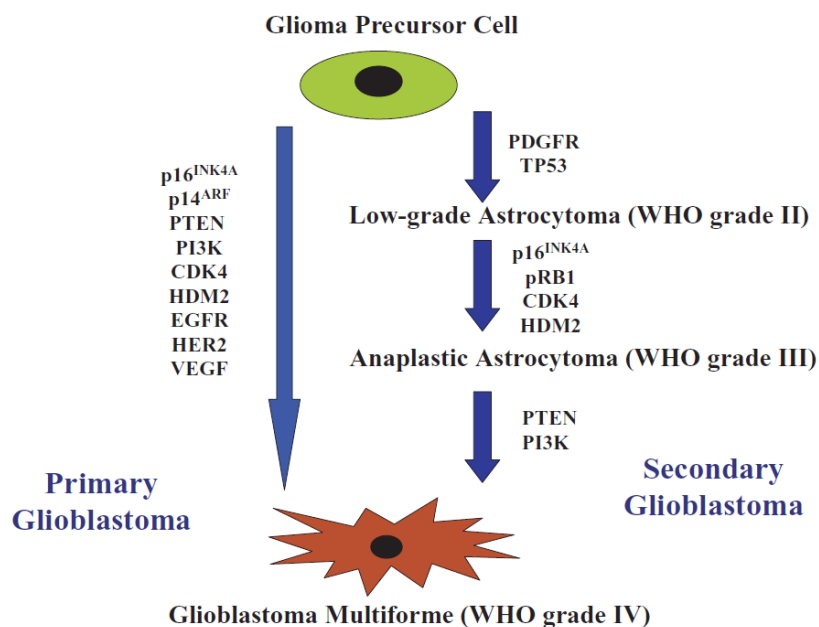 Glioma Precursor Cell
p16INK4A
p14ARF
PTEN
PI3K
CDK4
HDM2
EGFR
HER2
VEGF
PDGFR
TP53
Low-grade Astrocytoma (WHO grade II)
p16INK4A
pRB1
CDK4
HDM2
Anaplastic Astrocytoma (WHO grade III)
PTEN
PI3K
Primary
Glioblastoma
Secondary
Glioblastoma
Glioblastoma Multiforme (WHO grade IV)